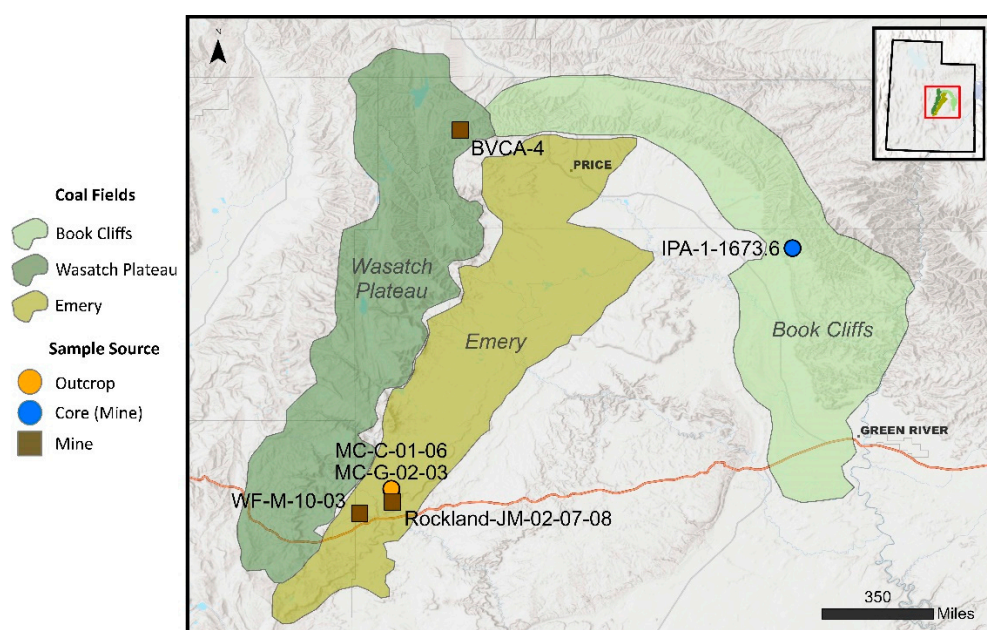 Coal Fields
Book Cliffs
Wasatch Plateau
Emery
Sample Source
Outcrop
Core (Mine)
Mine
N
BVCA-4
PRICE
IPA-1-1673.6
Wasatch
Plateau
Emery
Book Cliffs
GREEN RIVER
MC-C-01-06
MC-G-02-03
WF-M-10-03
Rockland-JM-02-07-08
350
Miles